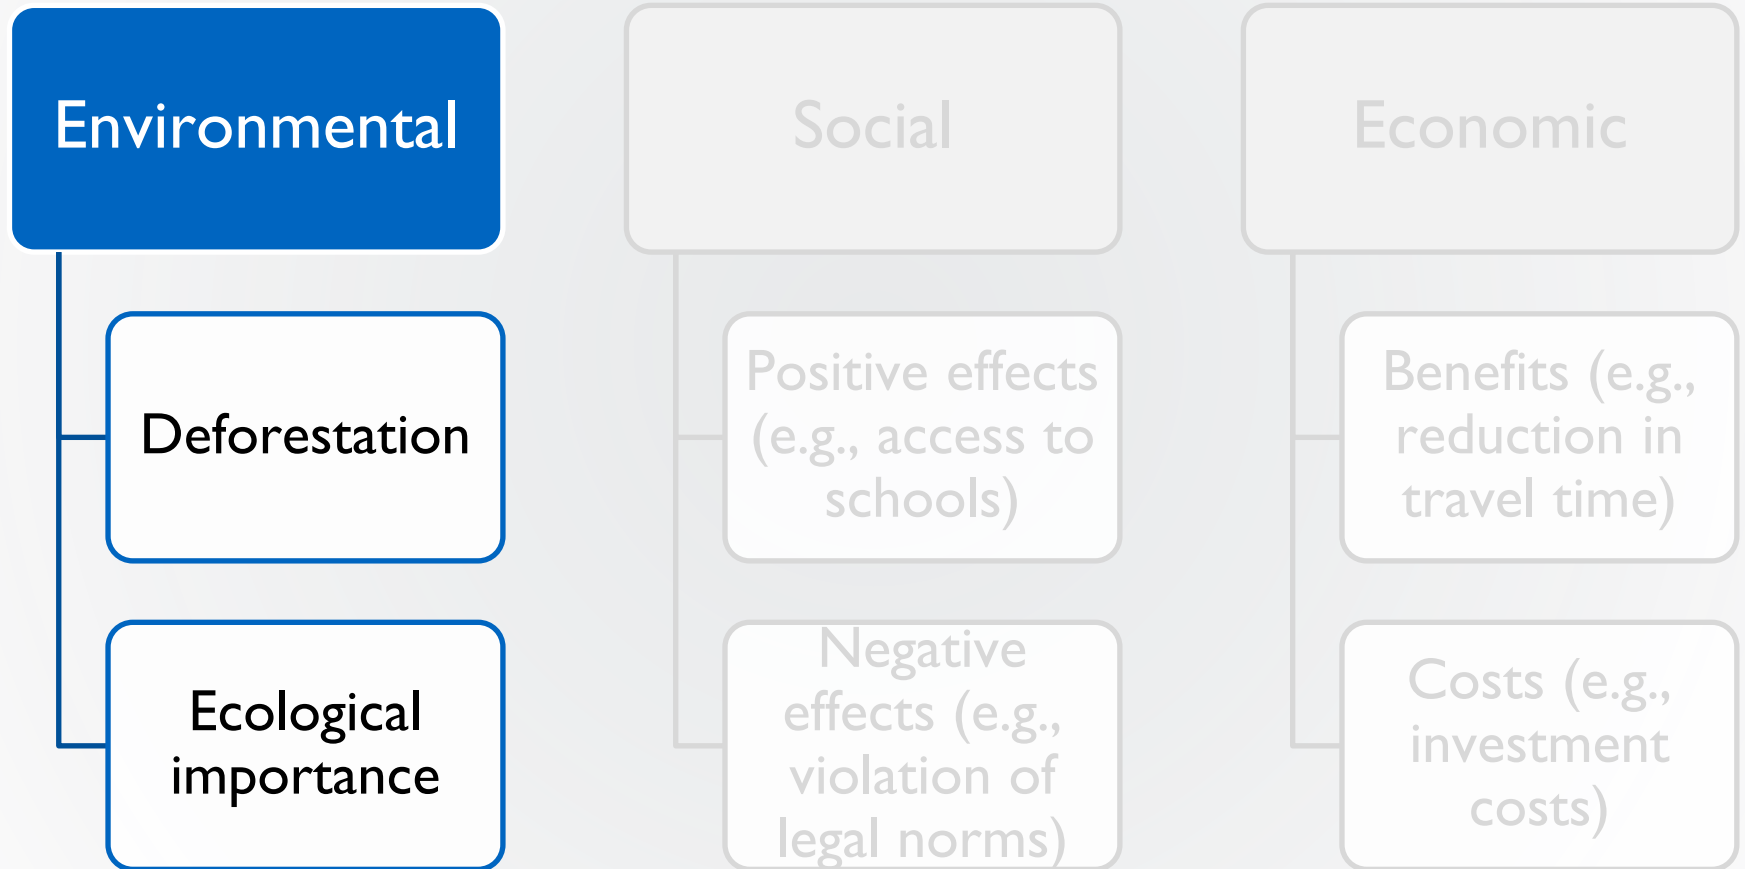 Environmental
Deforestation
Ecological
importance
Social
Positive effects
(e.g., access to
schools)
Negative
effects (e.g.,
violation of
legal norms)
Economic
Benefits (e.g.,
reduction in
travel time)
Costs (e.g.,
investment
costs)